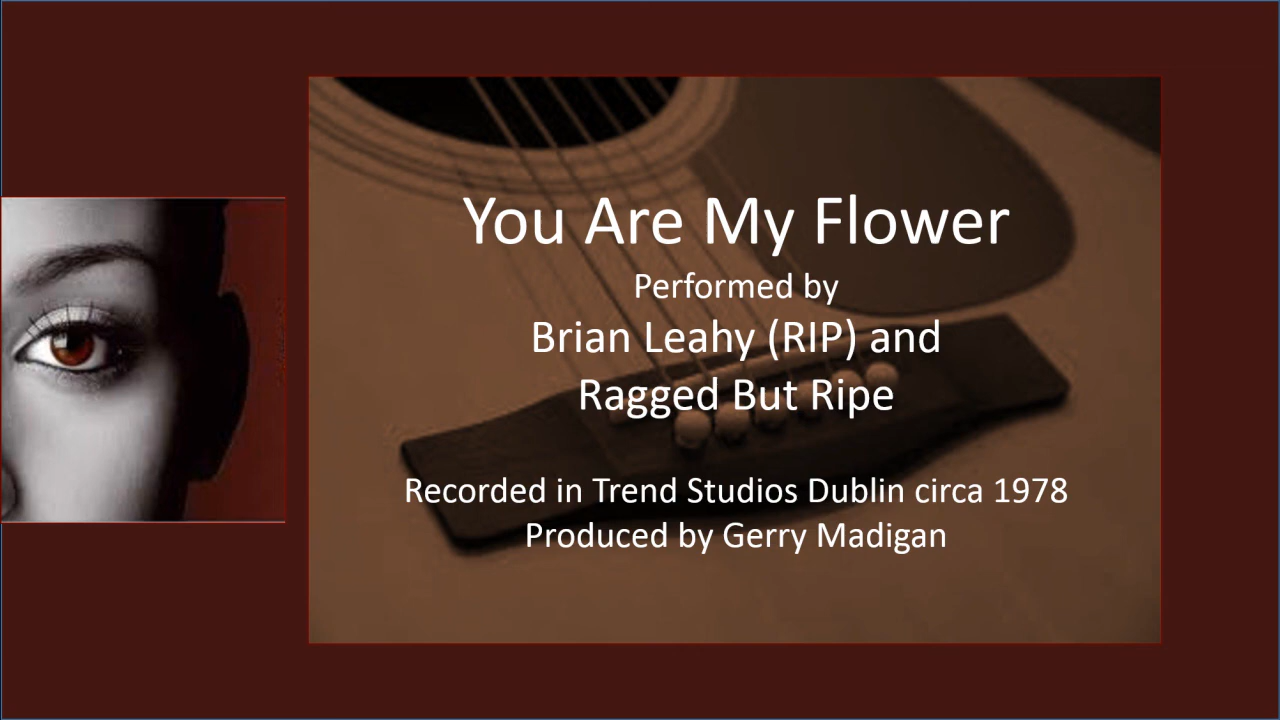 You Are My Flower
Performed by
Brian Leahy (RIP) and
Ragged But Ripe
Recorded in Trend Studios Dublin circa 1978
Produced by Gerry Madigan